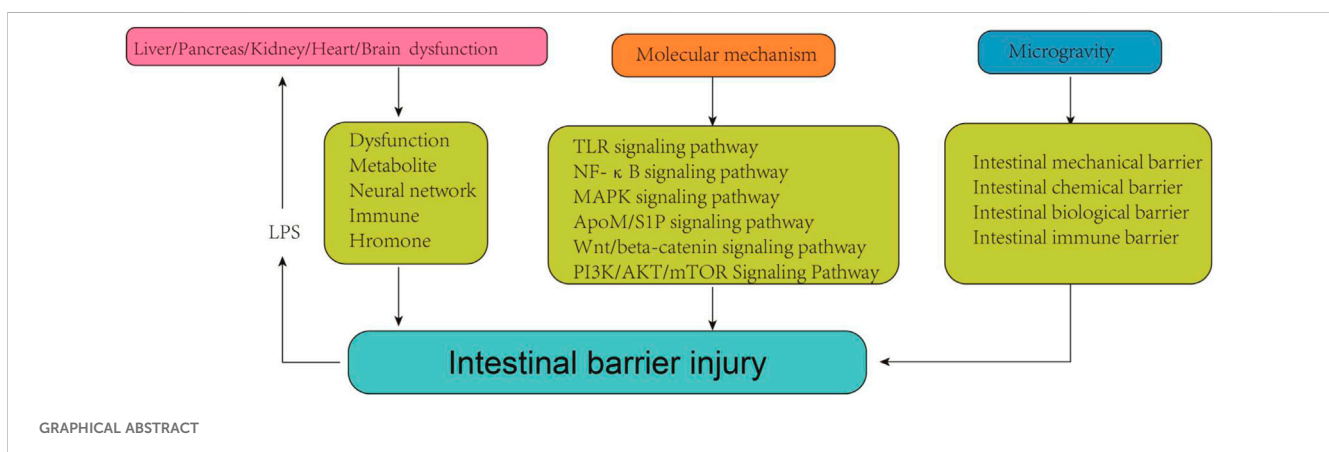 Liver/Pancreas/Kidney/Heart/Brain dysfunction
Molecular mechanism
Microgravity
Dysfunction
Metabolite
Neural network
Immune
Hromone
TLR signaling pathway
NF- κ B signaling pathway
MAPK signaling pathway
ApoM/S1P signaling pathway
Wnt/beta-catenin signaling pathway
PI3K/AKT/mTOR Signaling Pathway
Intestinal mechanical barrier
Intestinal chemical barrier
Intestinal biological barrier
Intestinal immune barrier
LPS
Intestinal barrier injury
GRAPHICAL ABSTRACT